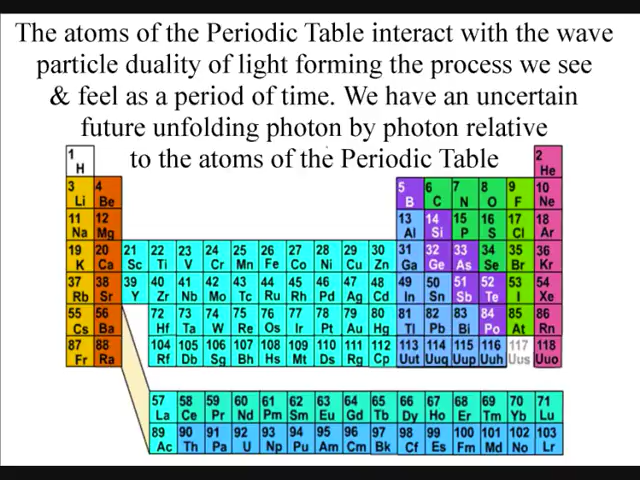 The atoms of the Periodic Table interact with the wave
particle duality of light forming the process we see
& feel as a period of time. We have an uncertain
future unfolding photon by photon relative
to the atoms of the Periodic Table
1 2
H He
3 4 5 6 7 8 9 10
Li Be B C N O F Ne
11 12 13 14 15 16 17 18
Na Mg Al Si P S Cl Ar
19 20 21 22 23 24 25 26 27 28 29 30 31 32 33 34 35 36
K Ca Sc Ti V Cr Mn Fe Co Ni Cu Zn Ga Ge As Se Br Kr
37 38 39 40 41 42 43 44 45 46 47 48 49 50 51 52 53 54
Rb Sr Y Zr Nb Mo Tc Ru Rh Pd Ag Cd In Sn Sb Te I Xe
55 56 72 73 74 75 76 77 78 79 80 81 82 83 84 85 86
Cs Ba Hf Ta W Re Os Ir Pt Au Hg Tl Pb Bi Po At Rn
87 88 104 105 106 107 108 109 110 111 112 113 114 115 116 117 118
Fr Ra Rf Db Sg Bh Hs Mt Ds Rg Cp Uut Uuq Uup Uuh Uus Uuo
57 58 59 60 61 62 63 64 65 66 67 68 69 70 71
La Ce Pr Nd Pm Sm Eu Gd Tb Dy Ho Er Tm Yb Lu
89 90 91 92 93 94 95 96 97 98 99 100 101 102 103
Ac Th Pa U Np Pu Am Cm Bk Cf Es Fm Md No Lr